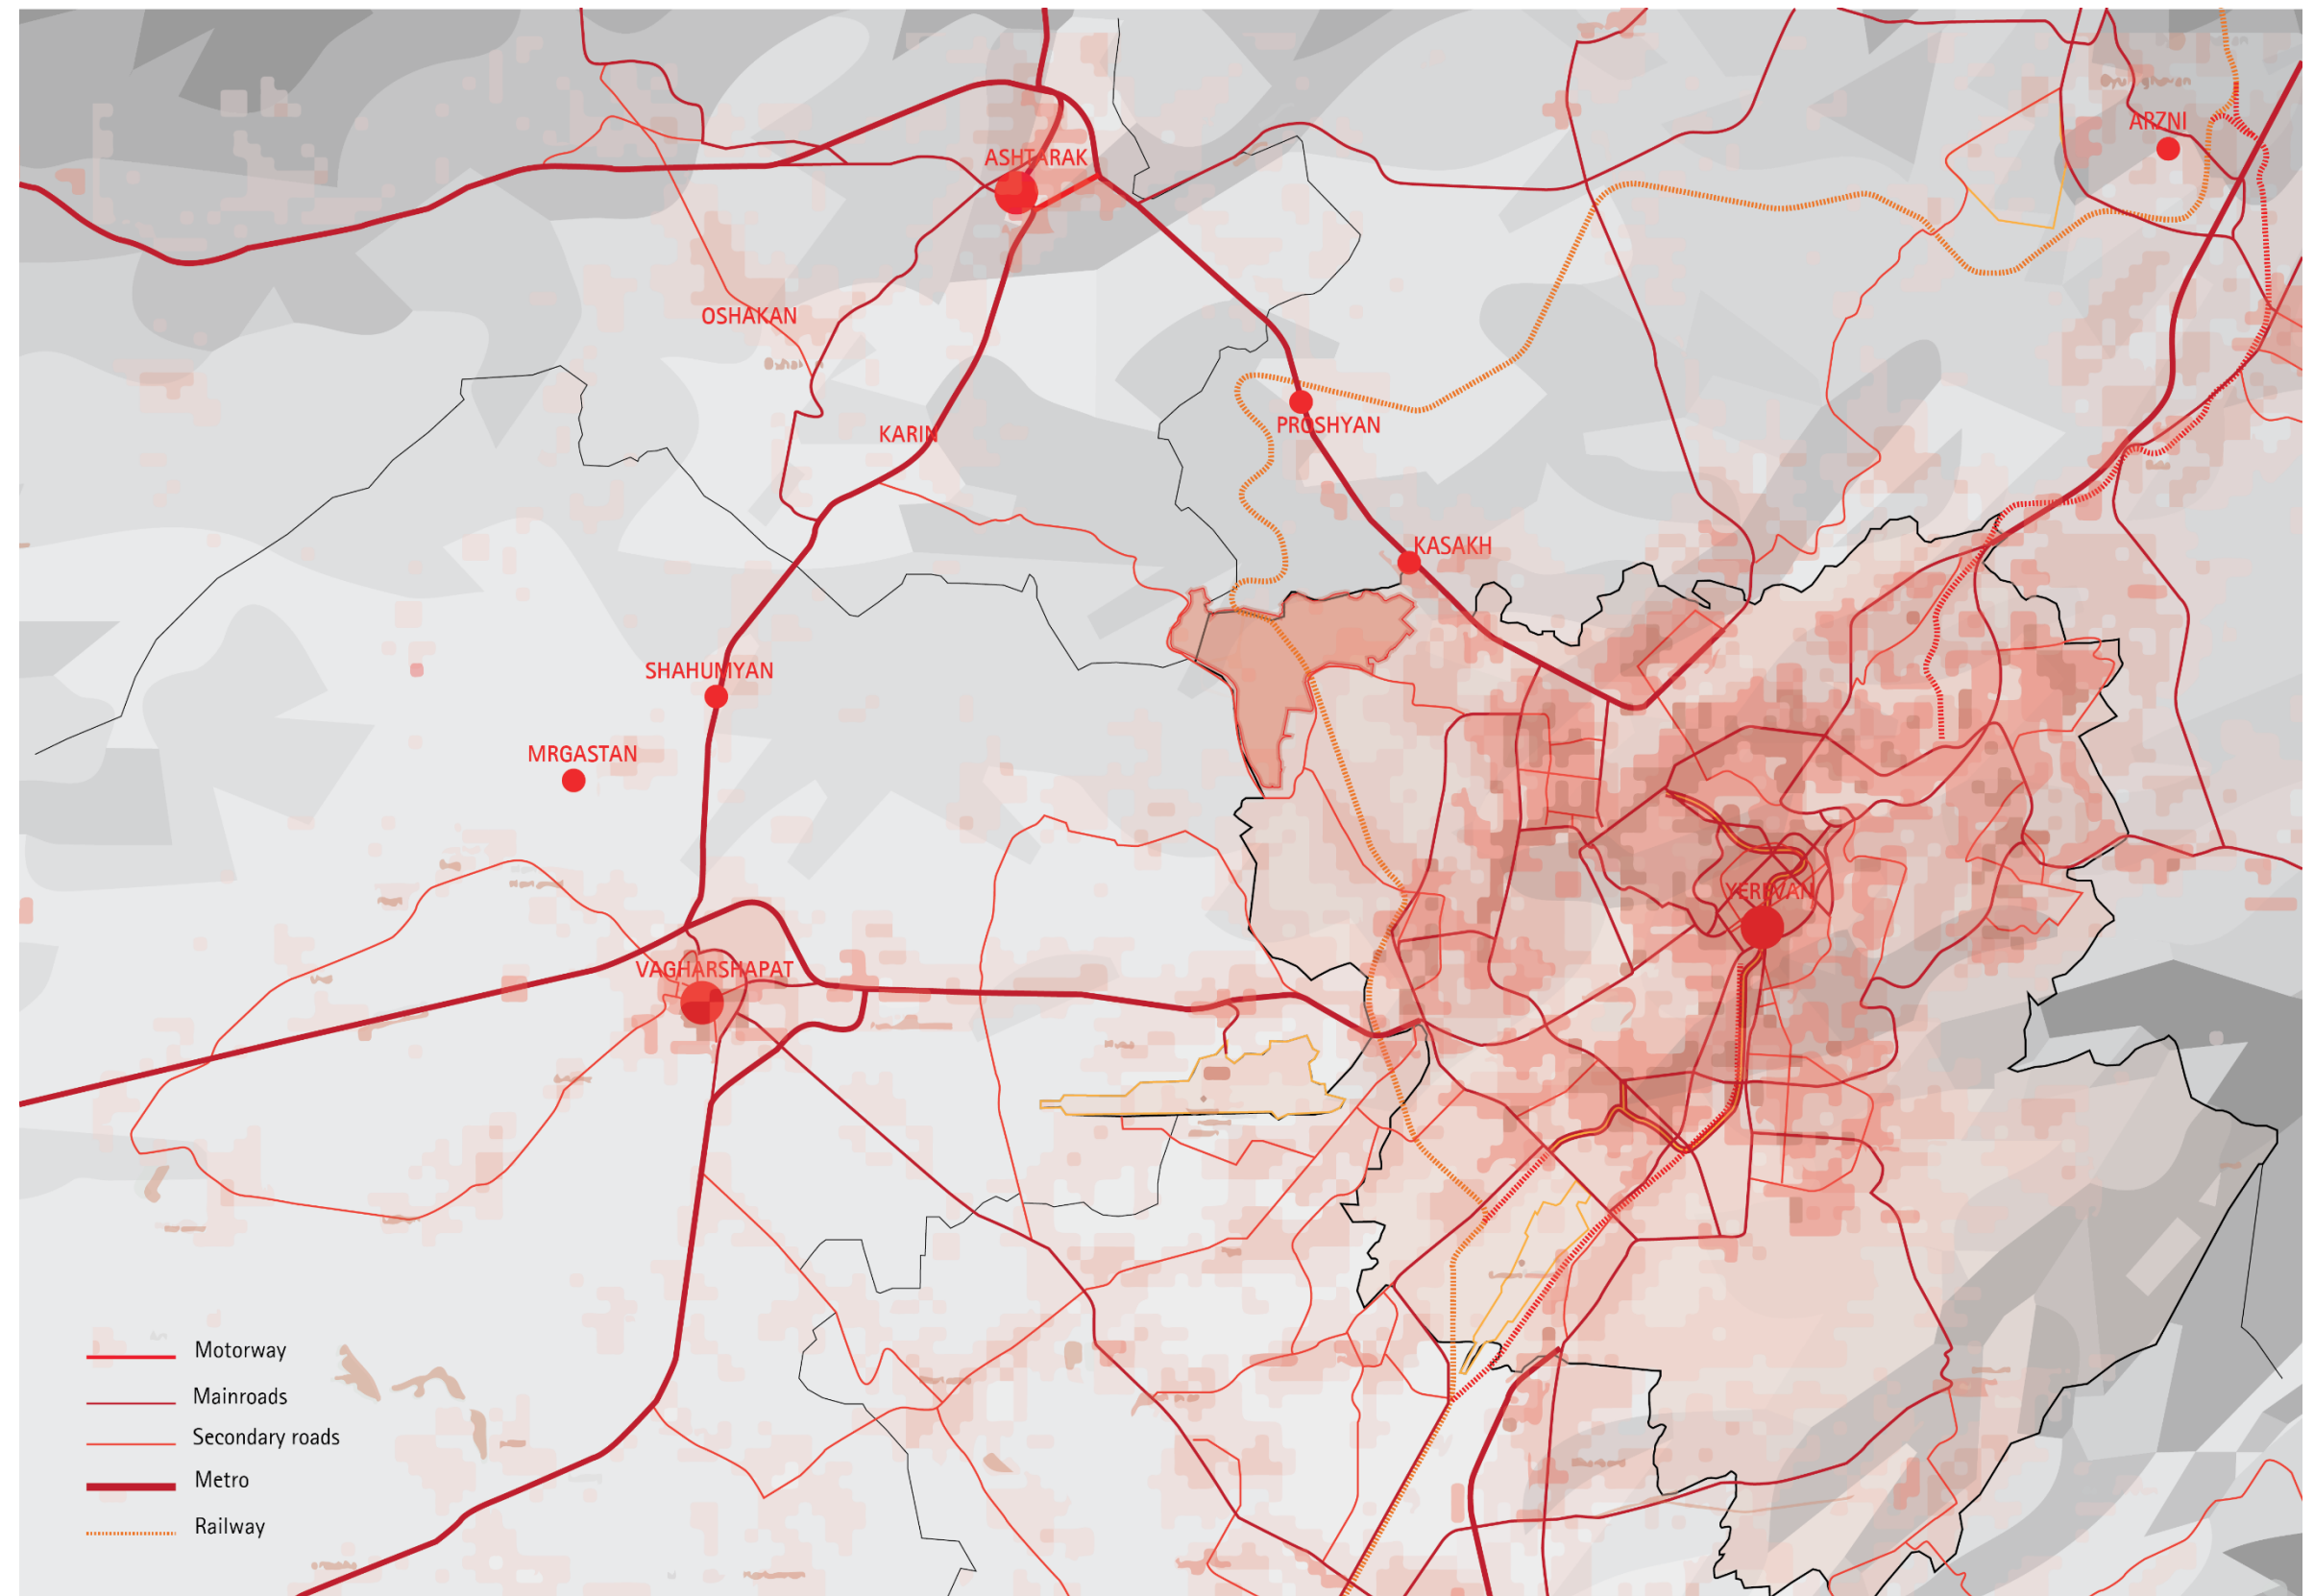 ARZNI
ASHTARAK
OSHAKAN
PROSHYAN
KARIN
KASAKH
SHAHUMYAN
MRGASTAN
YEREVAN
VAGHARSHAPAT
Motorway
Mainroads
Secondary roads
Metro
Railway